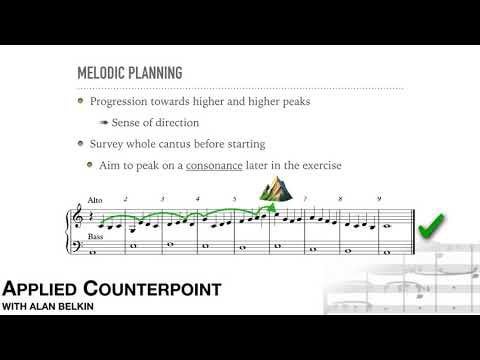 MELODIC PLANNING
Progression towards higher and higher peaks
Sense of direction
Survey whole cantus before starting
Aim to peak on a consonance later in the exercise
Alto 2 3 4 5 6 7 8 9
Bass
APPLIED COUNTERPOINT
WITH ALAN BELKIN